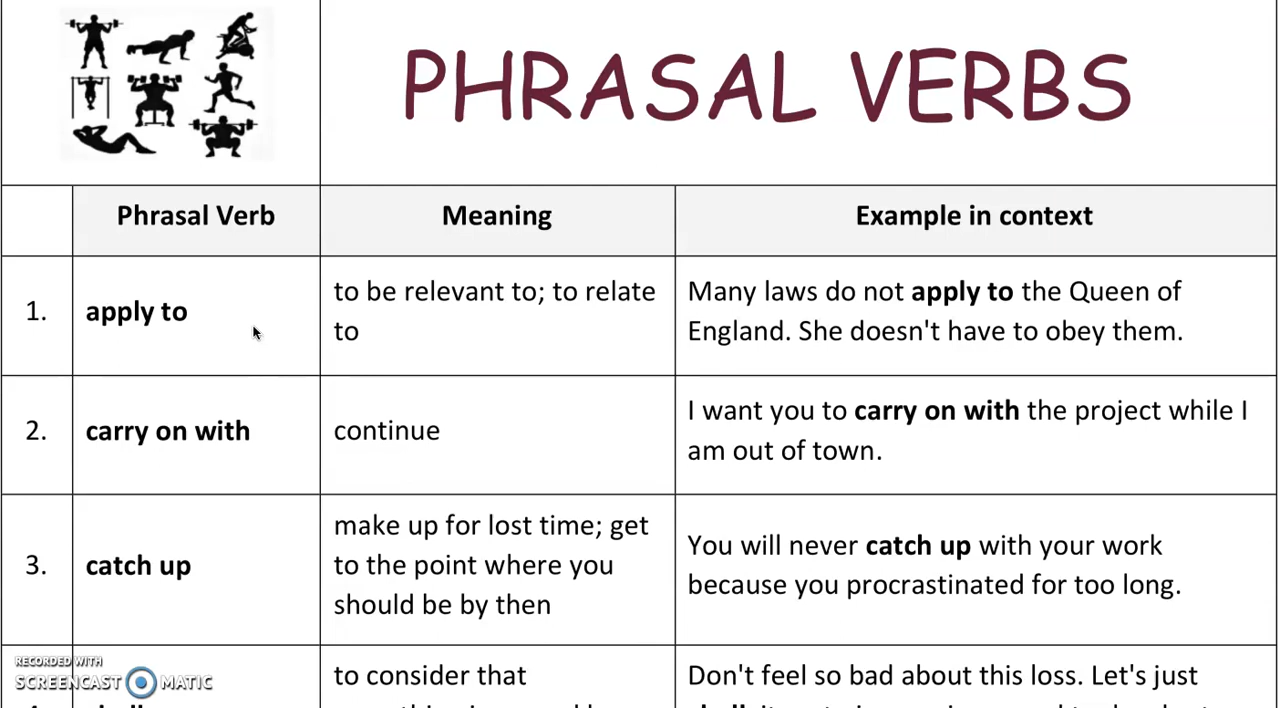 PHRASAL VERBS
Phrasal Verb
Meaning
Example in context
1.
apply to
to be relevant to; to relate
to
Many laws do not apply to the Queen of
England. She doesn't have to obey them.
2.
carry on with
continue
I want you to carry on with the project while I
am out of town.
3.
catch up
make up for lost time; get
to the point where you
should be by then
You will never catch up with your work
because you procrastinated for too long.
to consider that
Don't feel so bad about this loss. Let's just
RECORDED WITH
SCREENCAST MATIC